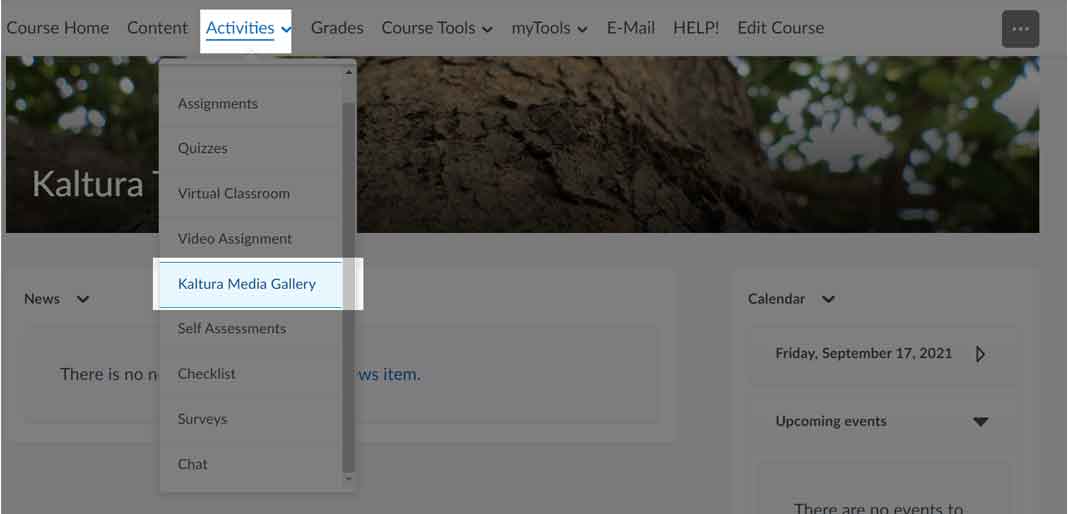 Course Home Content Activities Grades Course Tools myTools E-Mail HELP! Edit Course
Kaltura
Assignments
Quizzes
Virtual Classroom
Video Assignment
Kaltura Media Gallery
Self Assessments
Checklist
Surveys
Chat
News
There is no
item.
Calendar
Friday, September 17, 2021
Upcoming events
There are no events to